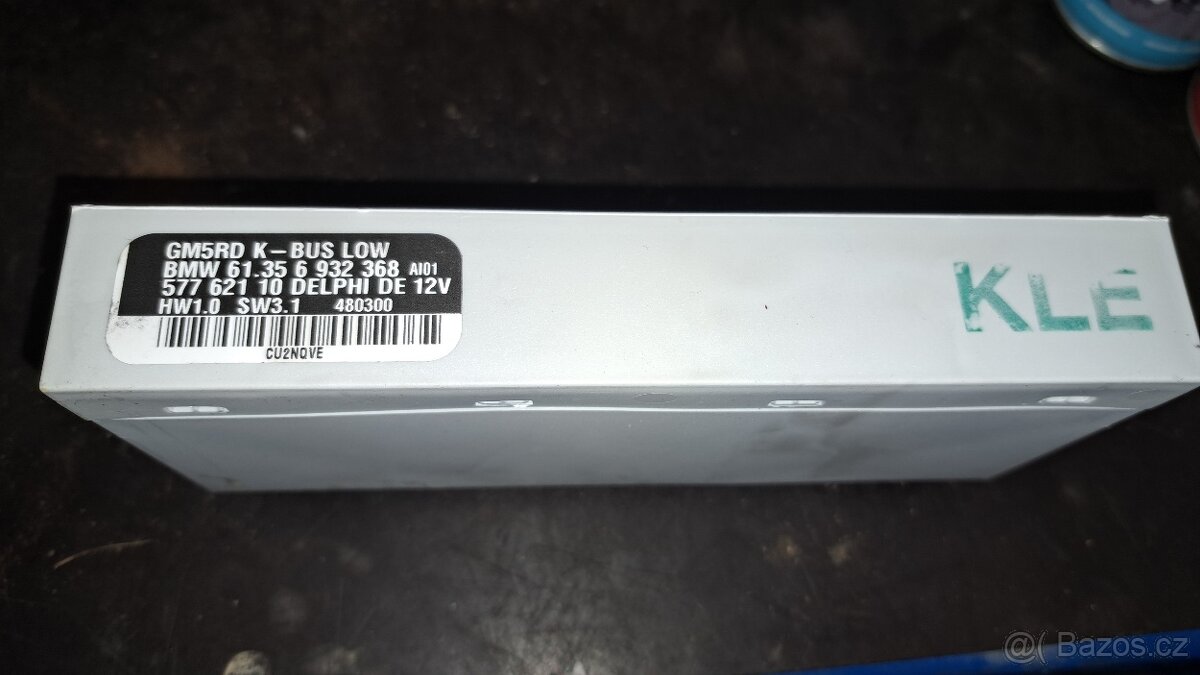 GM5RD K-BUS LOW
BMW 61.35 6 932 368 AI01
577 621 10 DELPHI DE 12V
HW1.0 SW3.1 480300
CU2NQVE
KLÉ
@( Bazos.cz